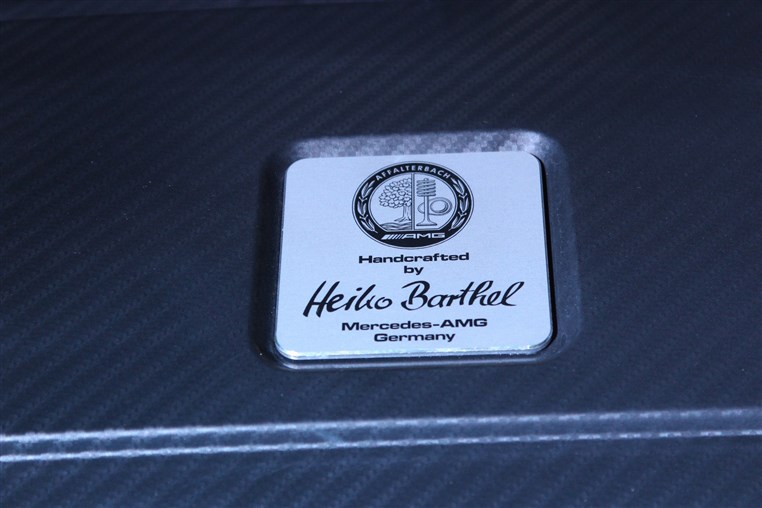 AFFALTERBACH
AMG
Handcrafted
by
Heiko Barthel
Mercedes-AMG
Germany